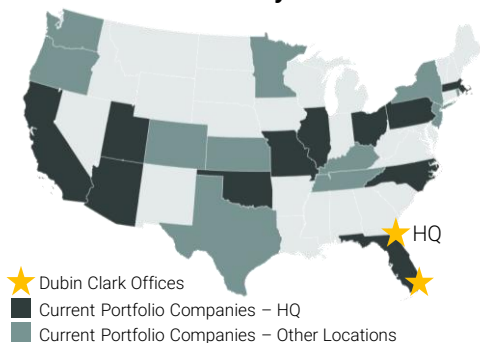 HQ
Dubin Clark Offices
Current Portfolio Companies – HQ
Current Portfolio Companies – Other Locations